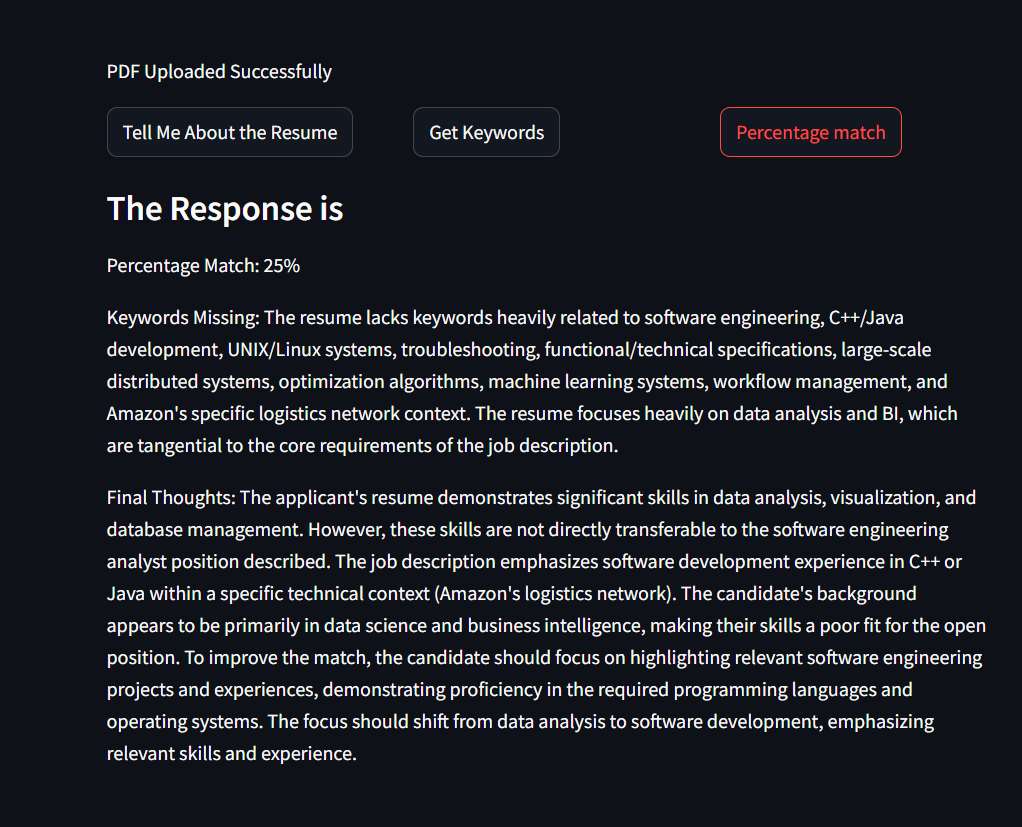 PDF Uploaded Successfully
Tell Me About the Resume
Get Keywords
Percentage match
The Response is
Percentage Match: 25%
Keywords Missing: The resume lacks keywords heavily related to software engineering, C++/Java
development, UNIX/Linux systems, troubleshooting, functional/technical specifications, large-scale
distributed systems, optimization algorithms, machine learning systems, workflow management, and
Amazon's specific logistics network context. The resume focuses heavily on data analysis and BI, which
are tangential to the core requirements of the job description.
Final Thoughts: The applicant's resume demonstrates significant skills in data analysis, visualization, and
database management. However, these skills are not directly transferable to the software engineering
analyst position described. The job description emphasizes software development experience in C++ or
Java within a specific technical context (Amazon's logistics network). The candidate's background
appears to be primarily in data science and business intelligence, making their skills a poor fit for the open
position. To improve the match, the candidate should focus on highlighting relevant software engineering
projects and experiences, demonstrating proficiency in the required programming languages and
operating systems. The focus should shift from data analysis to software development, emphasizing
relevant skills and experience.